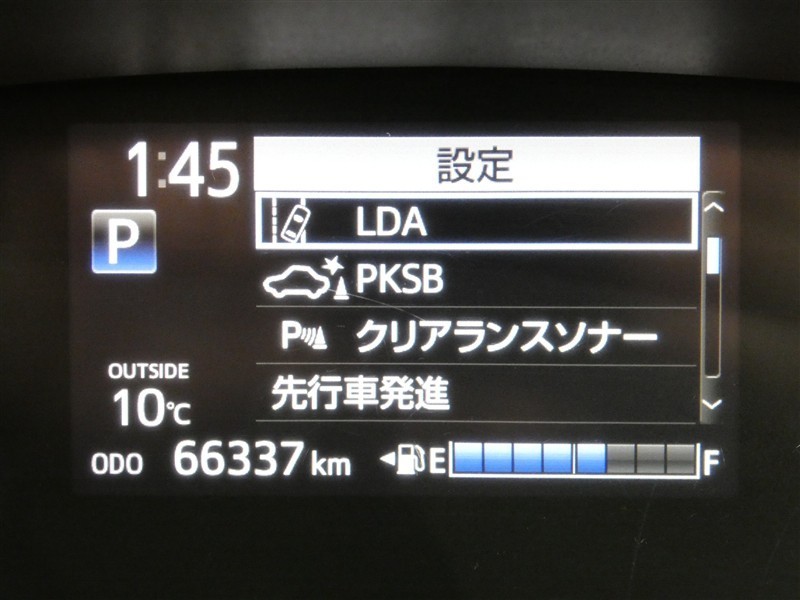 1:45
設定
P
LDA
PKSB
P クリアランスソナー
先行車発進
OUTSIDE
10℃
ODO 66337 km E F